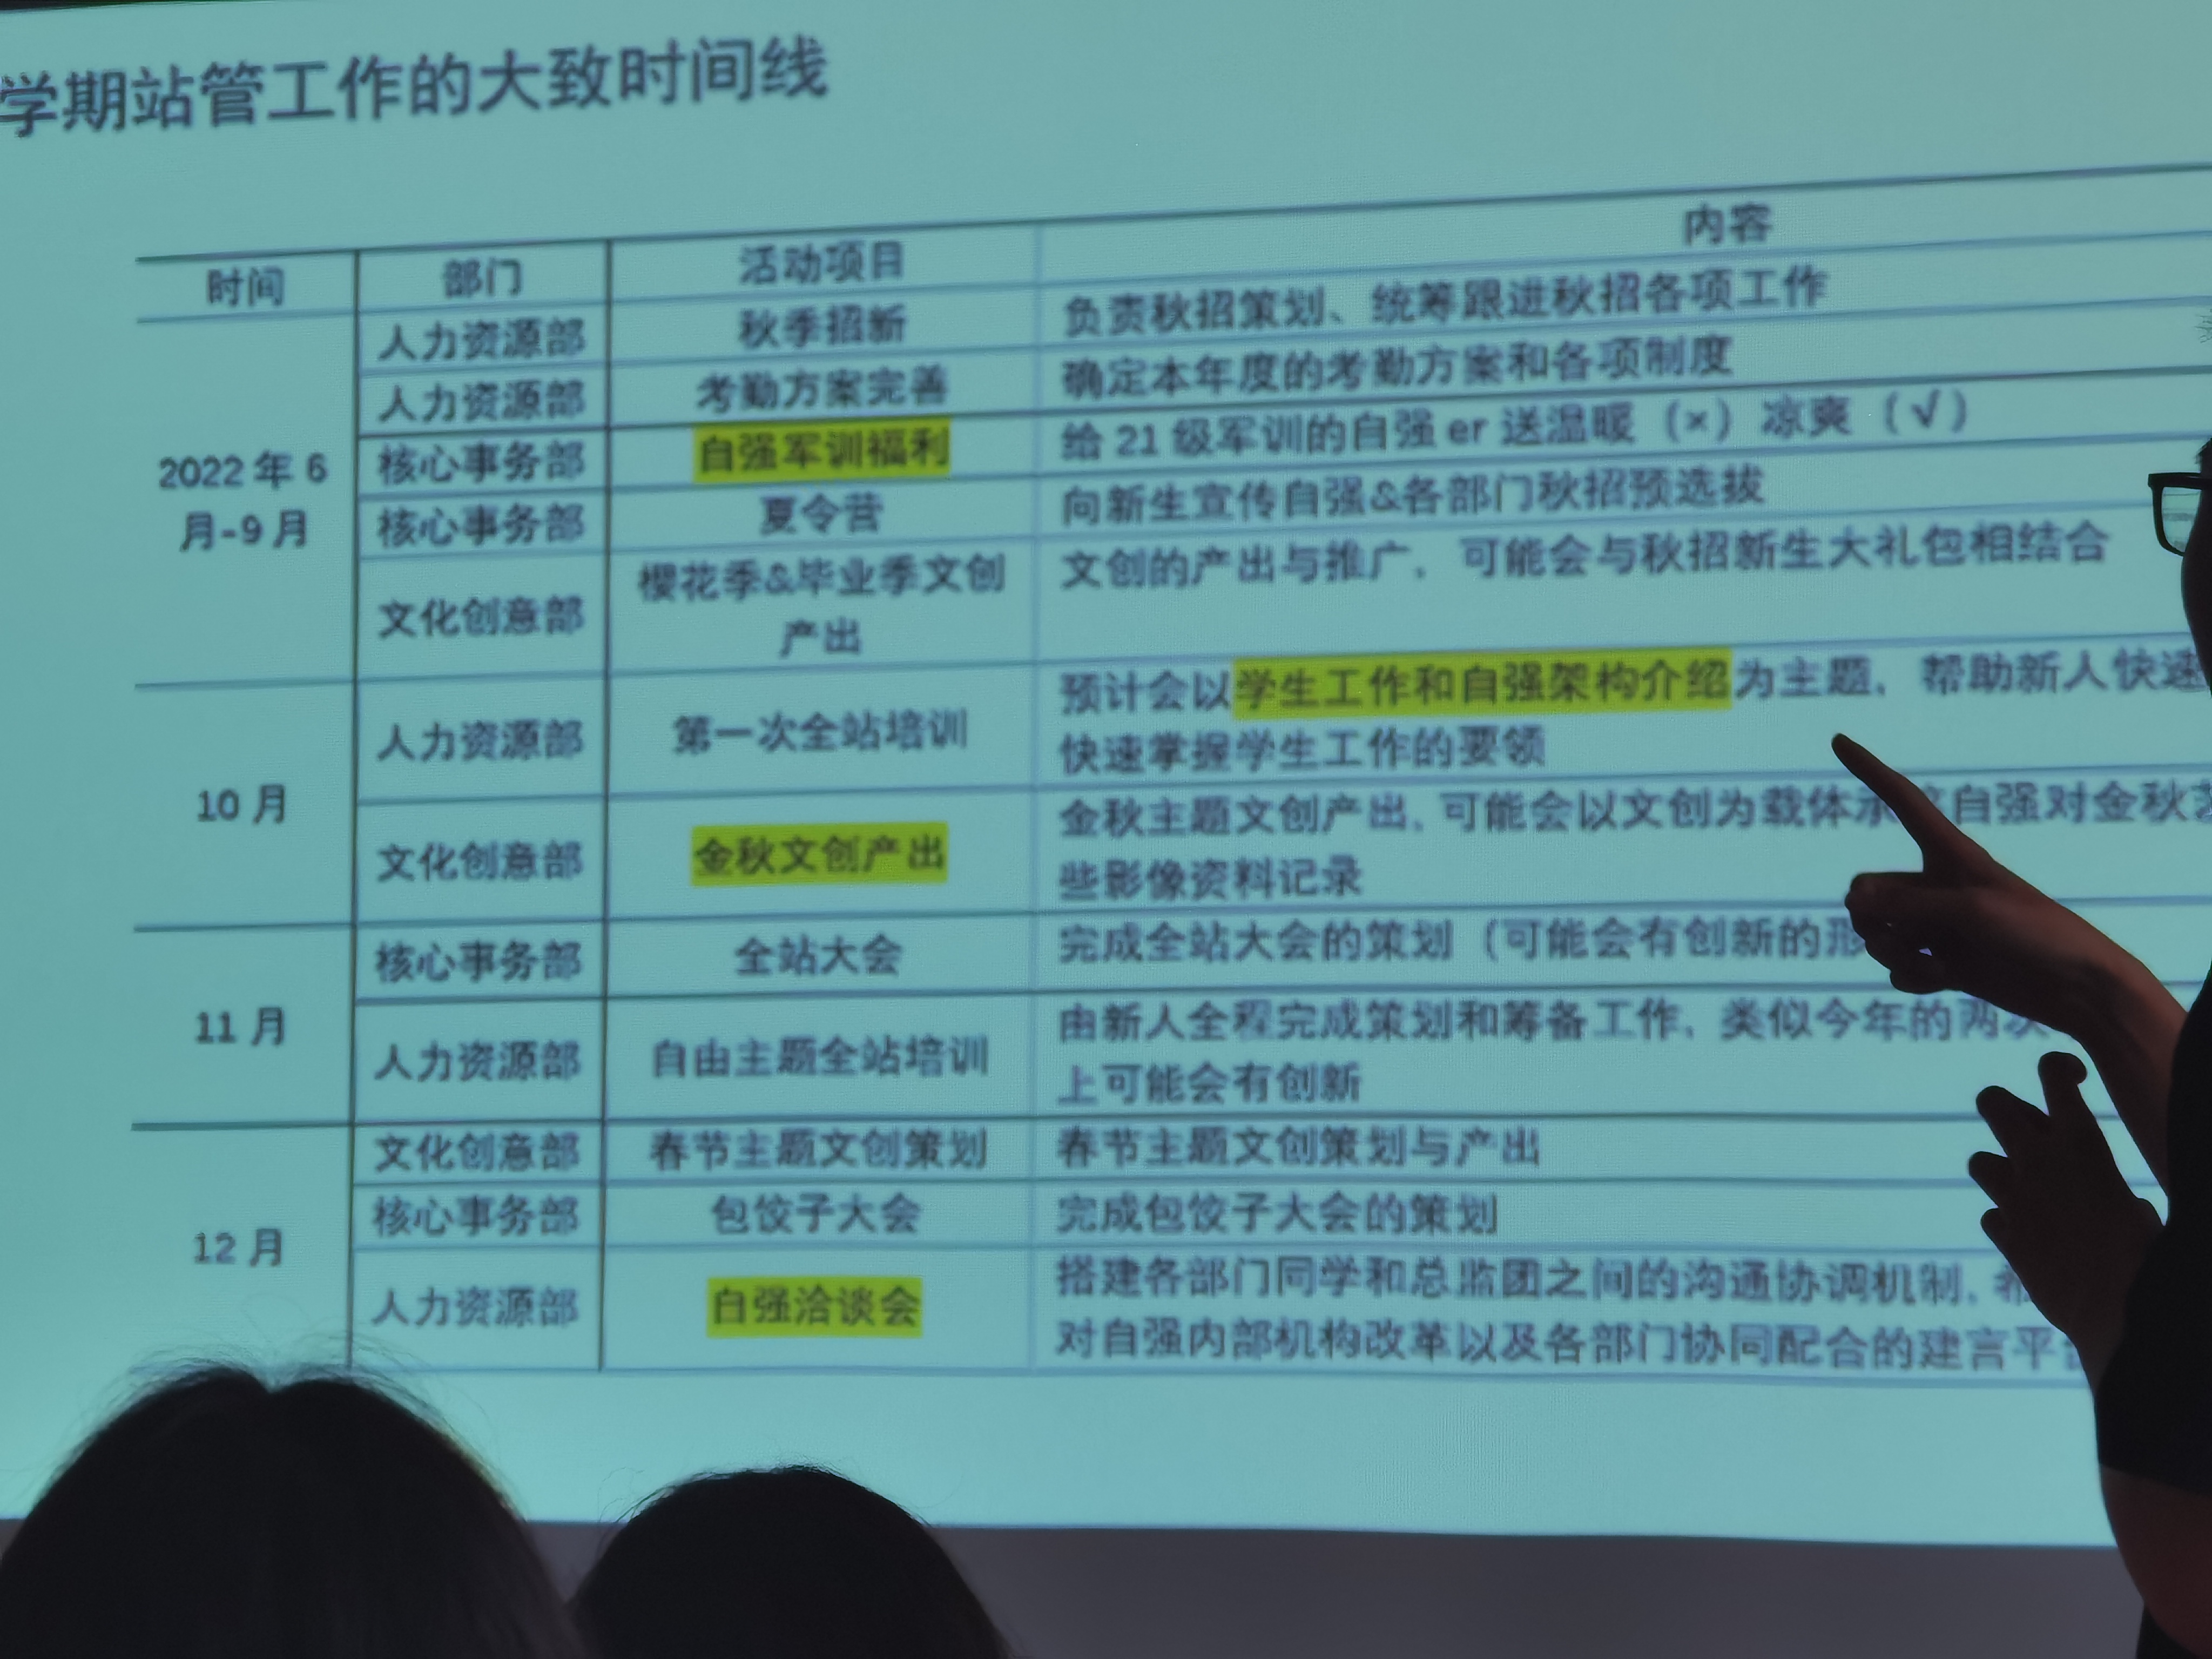 学期站管工作的大致时间线
时间 部门 活动项目 内容
2022年6月-9月
人力资源部 秋季招新 负责秋招策划、统筹跟进秋招各项工作
人力资源部 考勤方案完善 确定本年度的考勤方案和各项制度
核心事务部 自强军训福利 给21级军训的自强er送温暖（×）凉爽（√）
核心事务部 夏令营 向新生宣传自强&各部门秋招预选拔
文化创意部 樱花季&毕业季文创产出 文创的产出与推广，可能会与秋招新生大礼包相结合
10月
人力资源部 第一次全站培训 预计会以学生工作和自强架构介绍为主题，帮助新人快速
快速掌握学生工作的要领
文化创意部 金秋文创产出 金秋主题文创产出，可能会以文创为载体承 自强对金秋
些影像资料记录
11月
核心事务部 全站大会 完成全站大会的策划（可能会有创新的形
人力资源部 自由主题全站培训 由新人全程完成策划和筹备工作，类似今年的两次
上可能会有创新
12月
文化创意部 春节主题文创策划 春节主题文创策划与产出
核心事务部 包饺子大会 完成包饺子大会的策划
人力资源部 自强洽谈会 搭建各部门同学和总监团之间的沟通协调机制，
对自强内部机构改革以及各部门协同配合的建言平